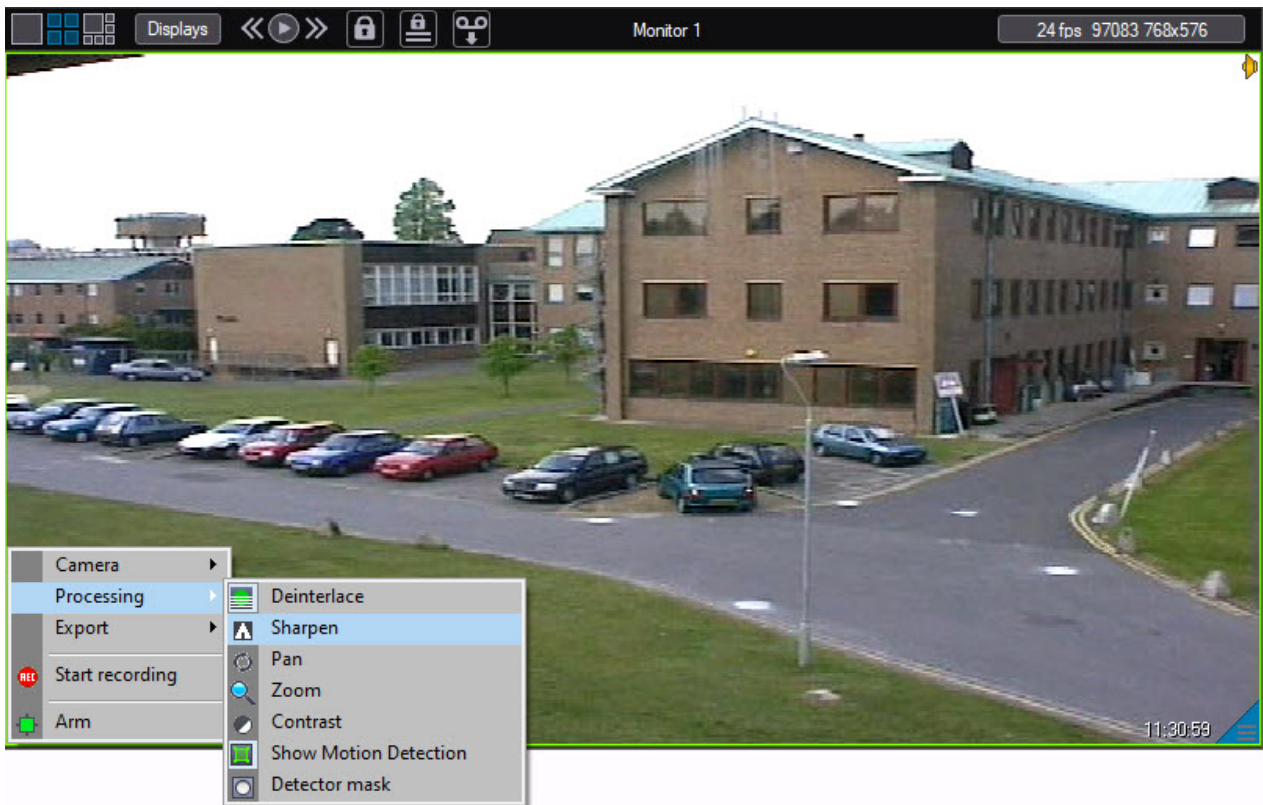 Displays
Monitor 1
24 fps 97083 768x576
Camera
Processing
Export
REC
Start recording
Arm
Deinterlace
Sharpen
Pan
Zoom
Contrast
Show Motion Detection
Detector mask
11:30:59